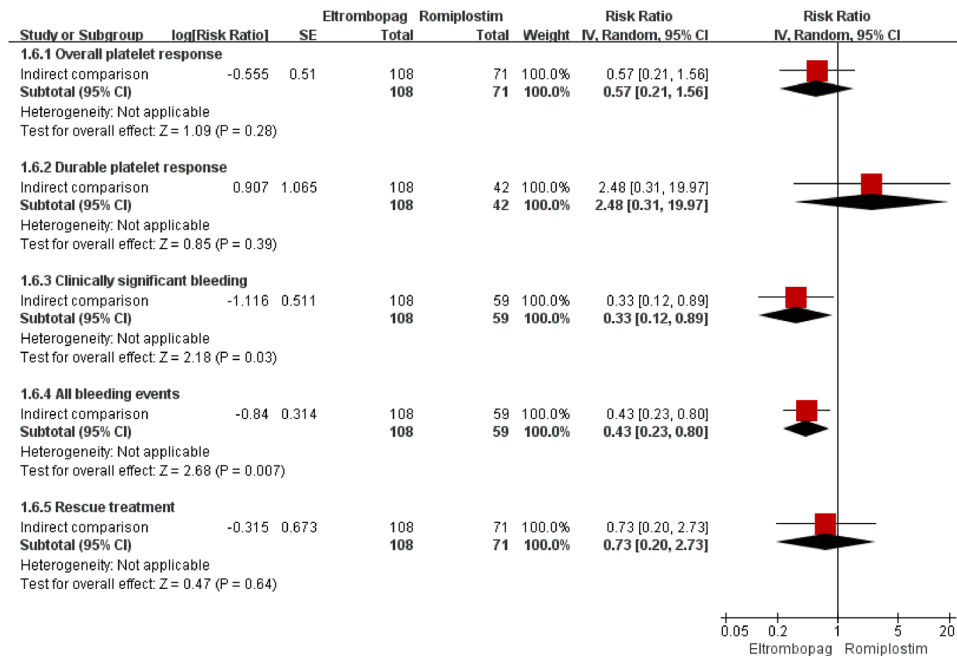 Eltrombopag Romiplostim Risk Ratio Risk Ratio
Study or Subgroup log[Risk Ratio] SE Total Total Weight IV, Random, 95% CI IV, Random, 95% CI
1.6.1 Overall platelet response
Indirect comparison -0.555 0.51 108 71 100.0% 0.57 [0.21, 1.56]
Subtotal (95% CI) 108 71 100.0% 0.57 [0.21, 1.56]
Heterogeneity: Not applicable
Test for overall effect: Z = 1.09 (P = 0.28)
1.6.2 Durable platelet response
Indirect comparison 0.907 1.065 108 42 100.0% 2.48 [0.31, 19.97]
Subtotal (95% CI) 108 42 100.0% 2.48 [0.31, 19.97]
Heterogeneity: Not applicable
Test for overall effect: Z = 0.85 (P = 0.39)
1.6.3 Clinically significant bleeding
Indirect comparison -1.116 0.511 108 59 100.0% 0.33 [0.12, 0.89]
Subtotal (95% CI) 108 59 100.0% 0.33 [0.12, 0.89]
Heterogeneity: Not applicable
Test for overall effect: Z = 2.18 (P = 0.03)
1.6.4 All bleeding events
Indirect comparison -0.84 0.314 108 59 100.0% 0.43 [0.23, 0.80]
Subtotal (95% CI) 108 59 100.0% 0.43 [0.23, 0.80]
Heterogeneity: Not applicable
Test for overall effect: Z = 2.68 (P = 0.007)
1.6.5 Rescue treatment
Indirect comparison -0.315 0.673 108 71 100.0% 0.73 [0.20, 2.73]
Subtotal (95% CI) 108 71 100.0% 0.73 [0.20, 2.73]
Heterogeneity: Not applicable
Test for overall effect: Z = 0.47 (P = 0.64)
0.05 0.2 1 5 20
Eltrombopag Romiplostim